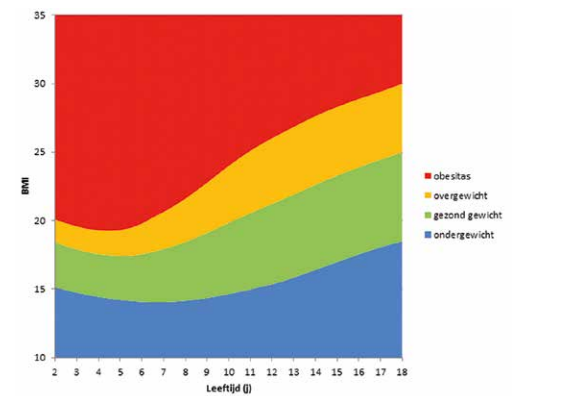 35
30
25
20
15
10
BMI
2 3 4 5 6 7 8 9 10 11 12 13 14 15 16 17 18
Leeftijd (j)
obesitas
overgewicht
gezond gewicht
ondergewicht